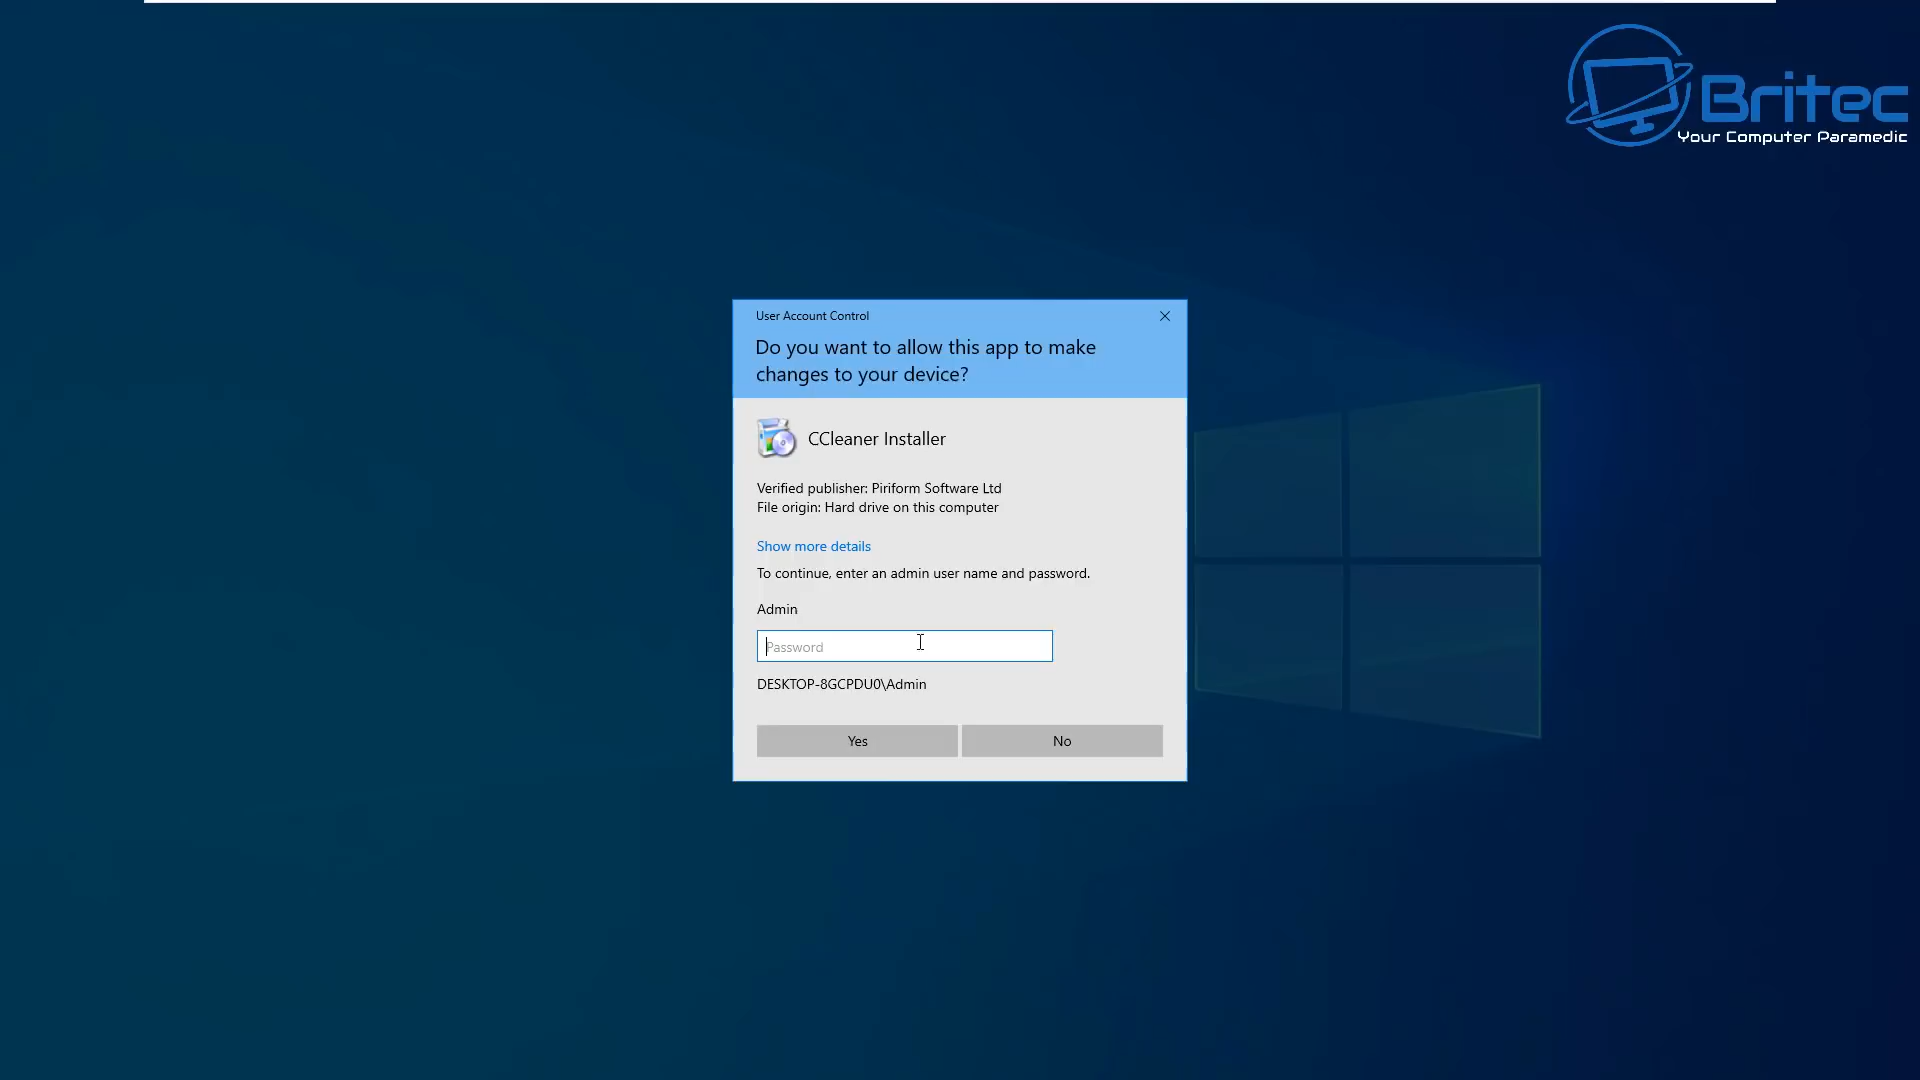 Britec
Your Computer Paramedic
User Account Control
Do you want to allow this app to make
changes to your device?
CCleaner Installer
Verified publisher: Piriform Software Ltd
File origin: Hard drive on this computer
Show more details
To continue, enter an admin user name and password.
Admin
Password
DESKTOP-8GCPDU0\Admin
Yes No